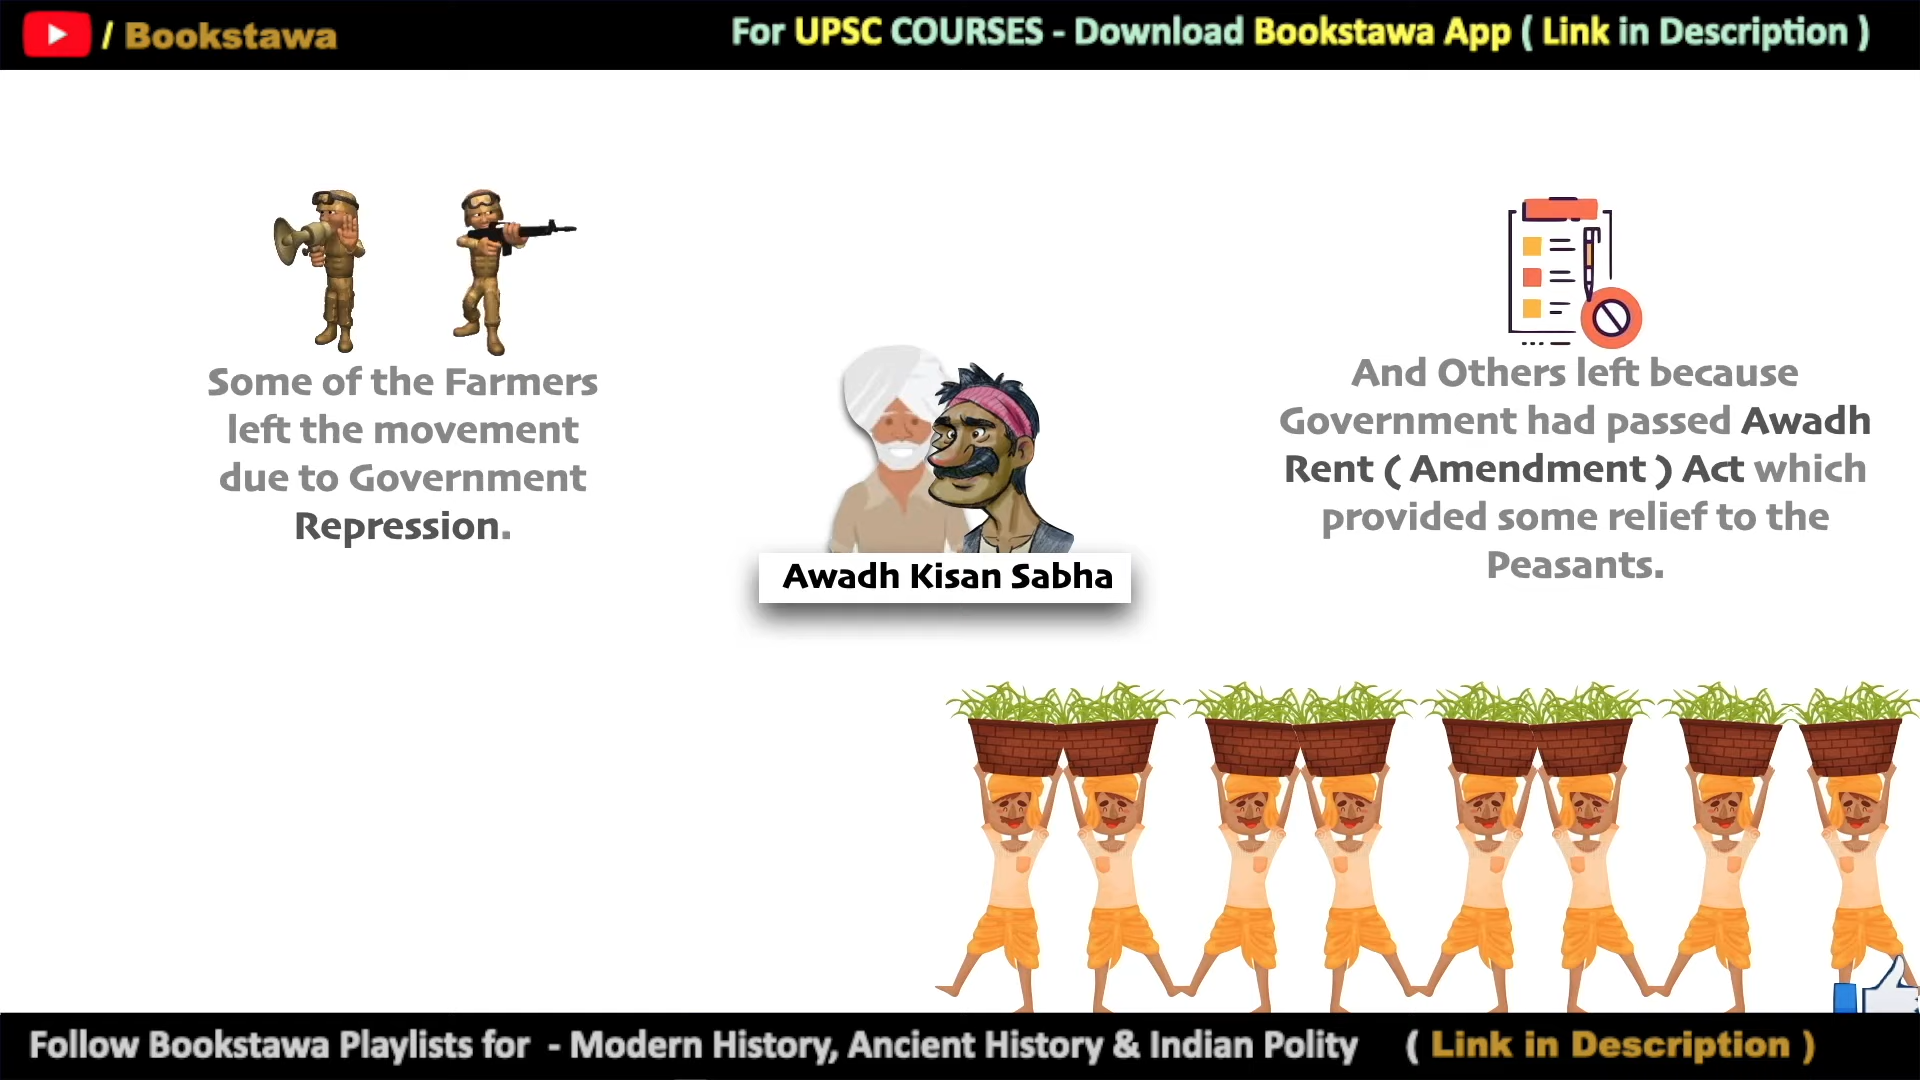 / Bookstawa
For UPSC COURSES - Download Bookstawa App ( Link in Description )
Some of the Farmers
left the movement
due to Government
Repression.
Awadh Kisan Sabha
And Others left because
Government had passed Awadh
Rent ( Amendment ) Act which
provided some relief to the
Peasants.
Follow Bookstawa Playlists for - Modern History, Ancient History & Indian Polity ( Link in Description )